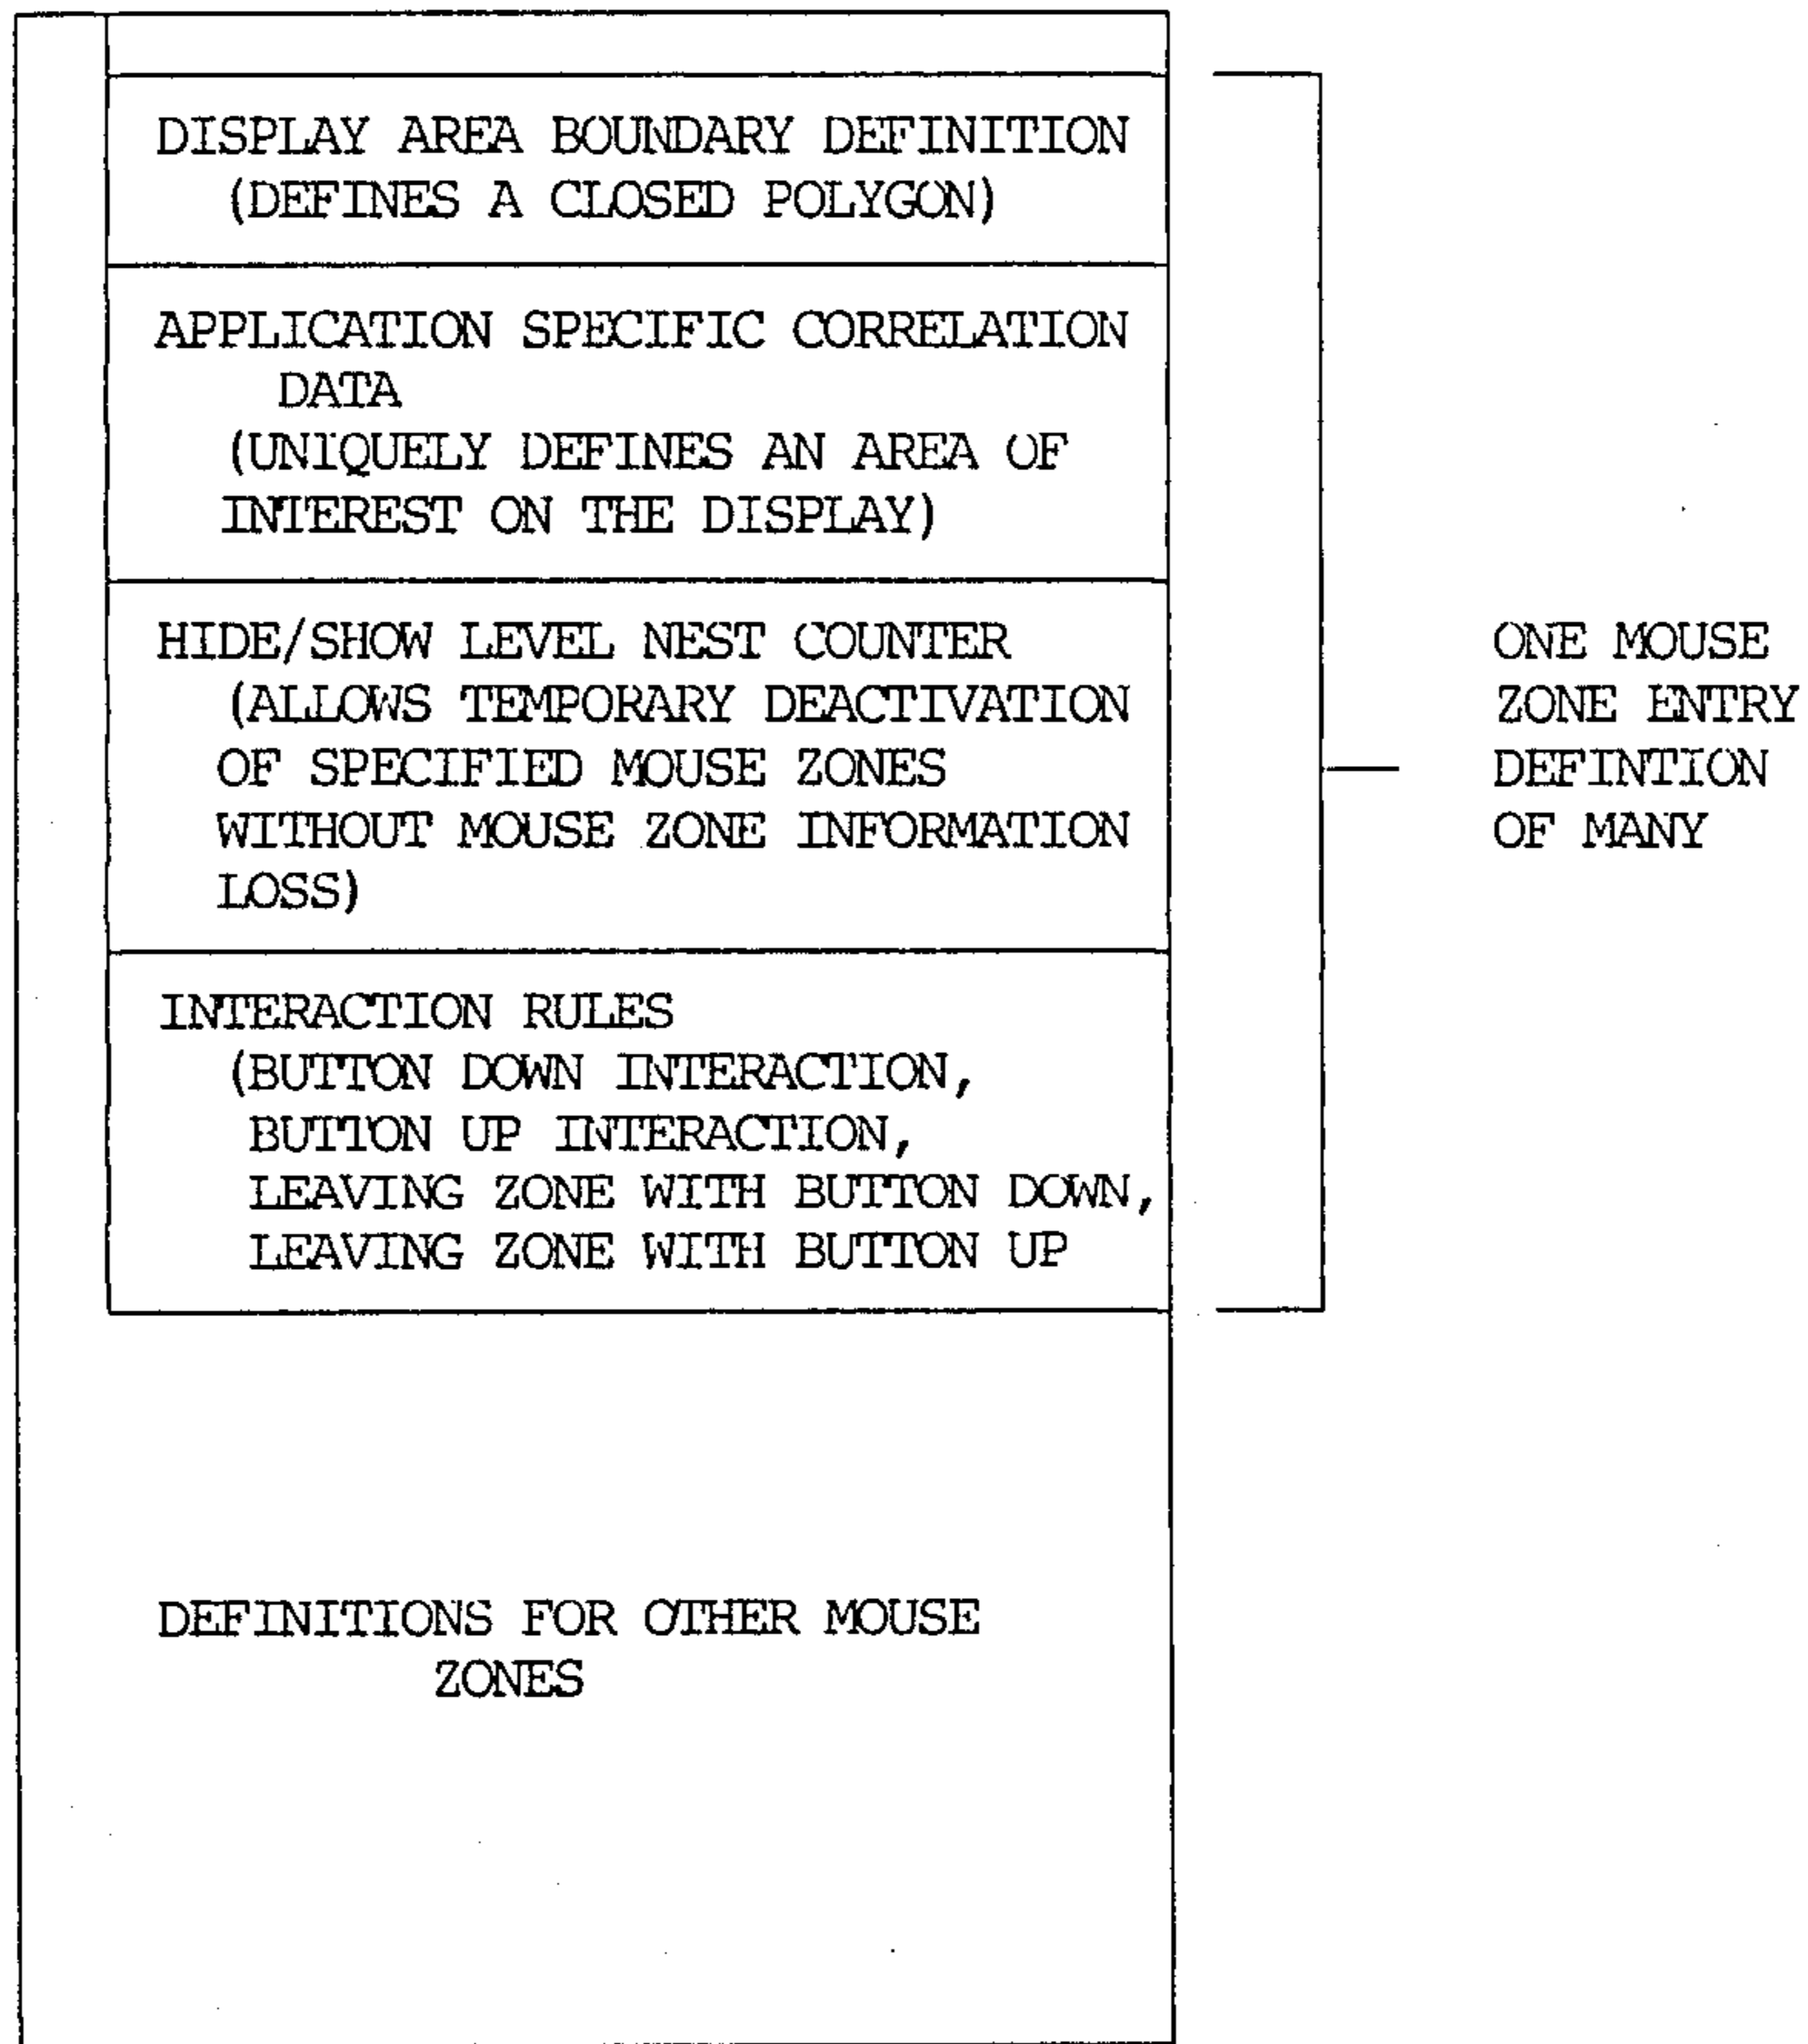 DISPLAY AREA BOUNDARY DEFINITION
(DEFINES A CLOSED POLYGON)
APPLICATION SPECIFIC CORRELATION
DATA
(UNIQUELY DEFINES AN AREA OF
INTEREST ON THE DISPLAY)
HIDE/SHOW LEVEL NEST COUNTER
(ALLOWS TEMPORARY DEACTIVATION
OF SPECIFIED MOUSE ZONES
WITHOUT MOUSE ZONE INFORMATION
LOSS)
INTERACTION RULES
(BUTTON DOWN INTERACTION,
BUTTON UP INTERACTION,
LEAVING ZONE WITH BUTTON DOWN,
LEAVING ZONE WITH BUTTON UP
DEFINITIONS FOR OTHER MOUSE
ZONES
ONE MOUSE
ZONE ENTRY
DEFINTION
OF MANY